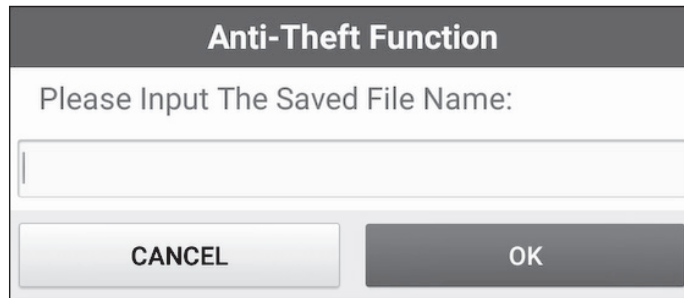 Anti-Theft Function
Please Input The Saved File Name:
CANCEL
OK